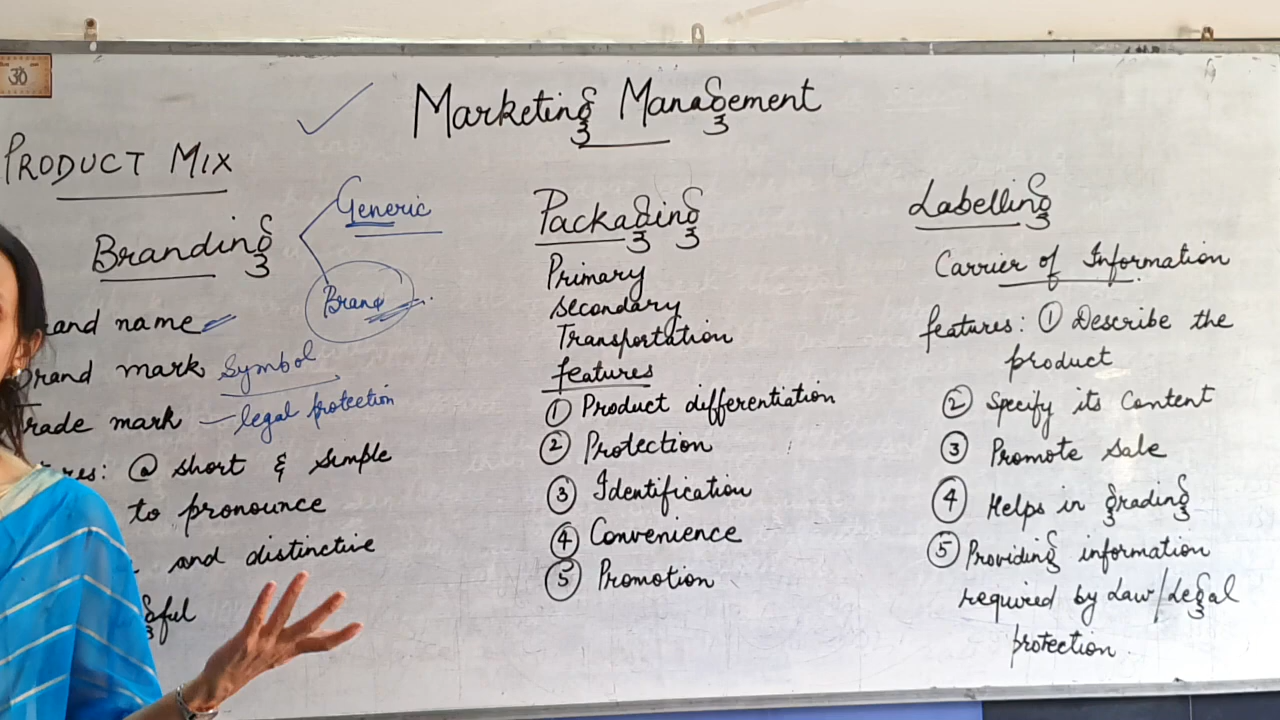 Marketing Management
PRODUCT MIX
Branding
Generic
Brand
and name
Brand mark Symbol
Trade mark — legal protection
res: @ short & simple
to pronounce
and distinctive
Packaging
Primary
secondary
Transportation
features
① Product differentiation
② Protection
③ Identification
④ Convenience
⑤ Promotion
Labelling
Carrier of Information
features: ① Describe the
product
② Specify its Content
③ Promote sale
④ Helps in grading
⑤ Providing information
required by Law/Legal
protection.